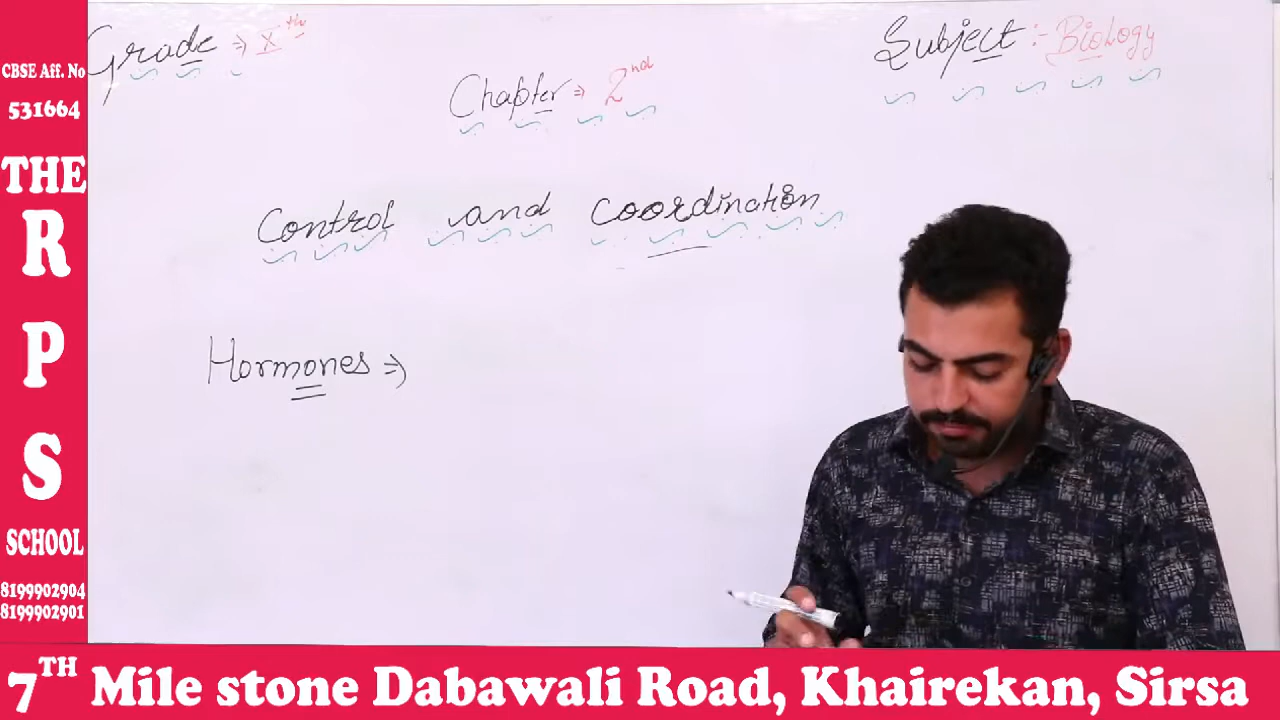 Grade ⇒ Xth
Subject :- Biology
Chapter ⇒ 2nd
Control and Coordination
Hormones ⇒
CBSE Aff. No
531664
THE
R
P
S
SCHOOL
8199902904
8199902901
7TH Mile stone Dabawali Road, Khairekan, Sirsa